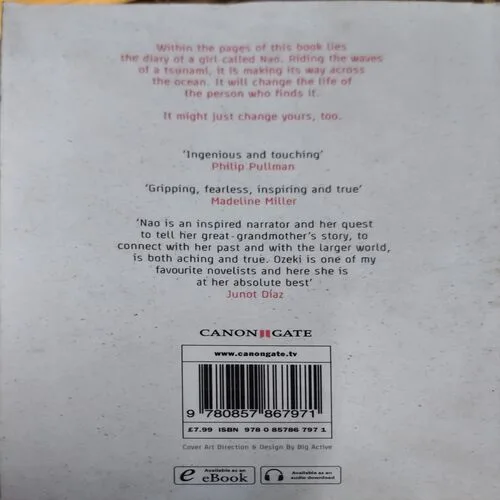 Within the pages of this book lies
the diary of a girl called Nao. Riding the waves
of a tsunami, it is making its way across
the ocean. It will change the life of
the person who finds it.
It might just change yours, too.
'Ingenious and touching'
Philip Pullman
'Gripping, fearless, inspiring and true'
Madeline Miller
'Nao is an inspired narrator and her quest
to tell her great-grandmother's story, to
connect with her past and with the larger world,
is both aching and true. Ozeki is one of my
favourite novelists and here she is
at her absolute best'
Junot Díaz
CANONGATE
www.canongate.tv
9 780857 867971
£7.99 ISBN 978 0 85786 797 1
Cover Art Direction & Design By Big Active
e Available as an eBook
Available as an audio download